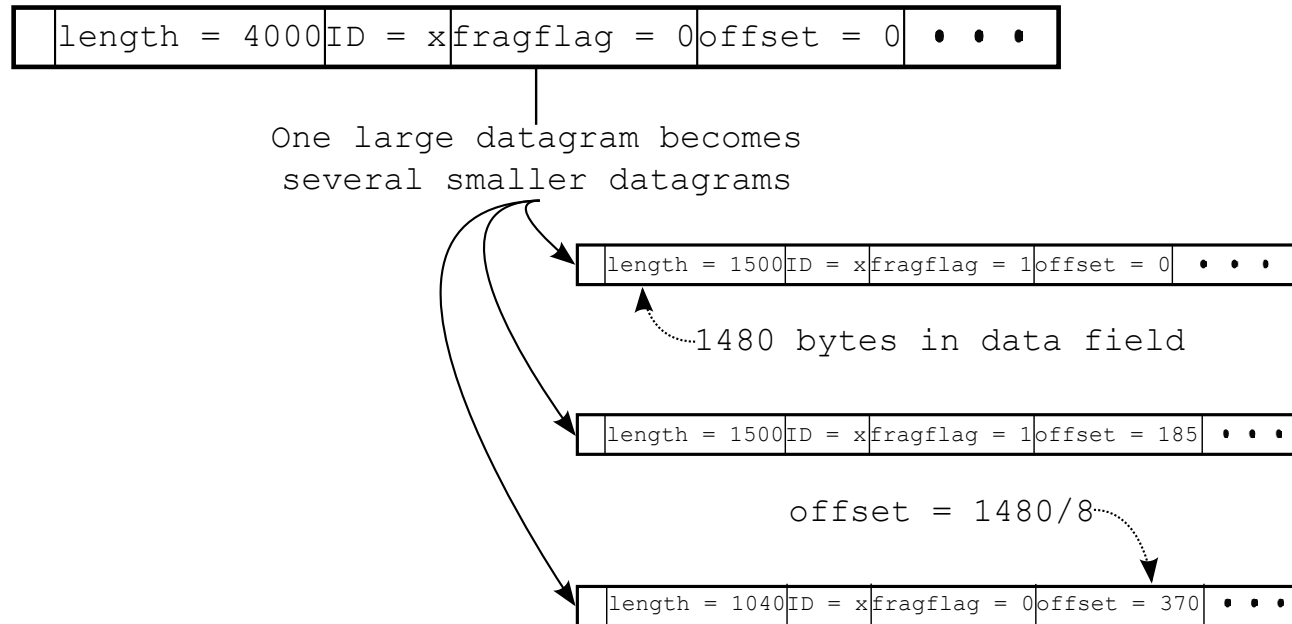 length = 4000 ID = x fragflag = 0 offset = 0 • • •
One large datagram becomes
several smaller datagrams
length = 1500 ID = x fragflag = 1 offset = 0 • • •
1480 bytes in data field
length = 1500 ID = x fragflag = 1 offset = 185 • • •
offset = 1480/8
length = 1040 ID = x fragflag = 0 offset = 370 • • •